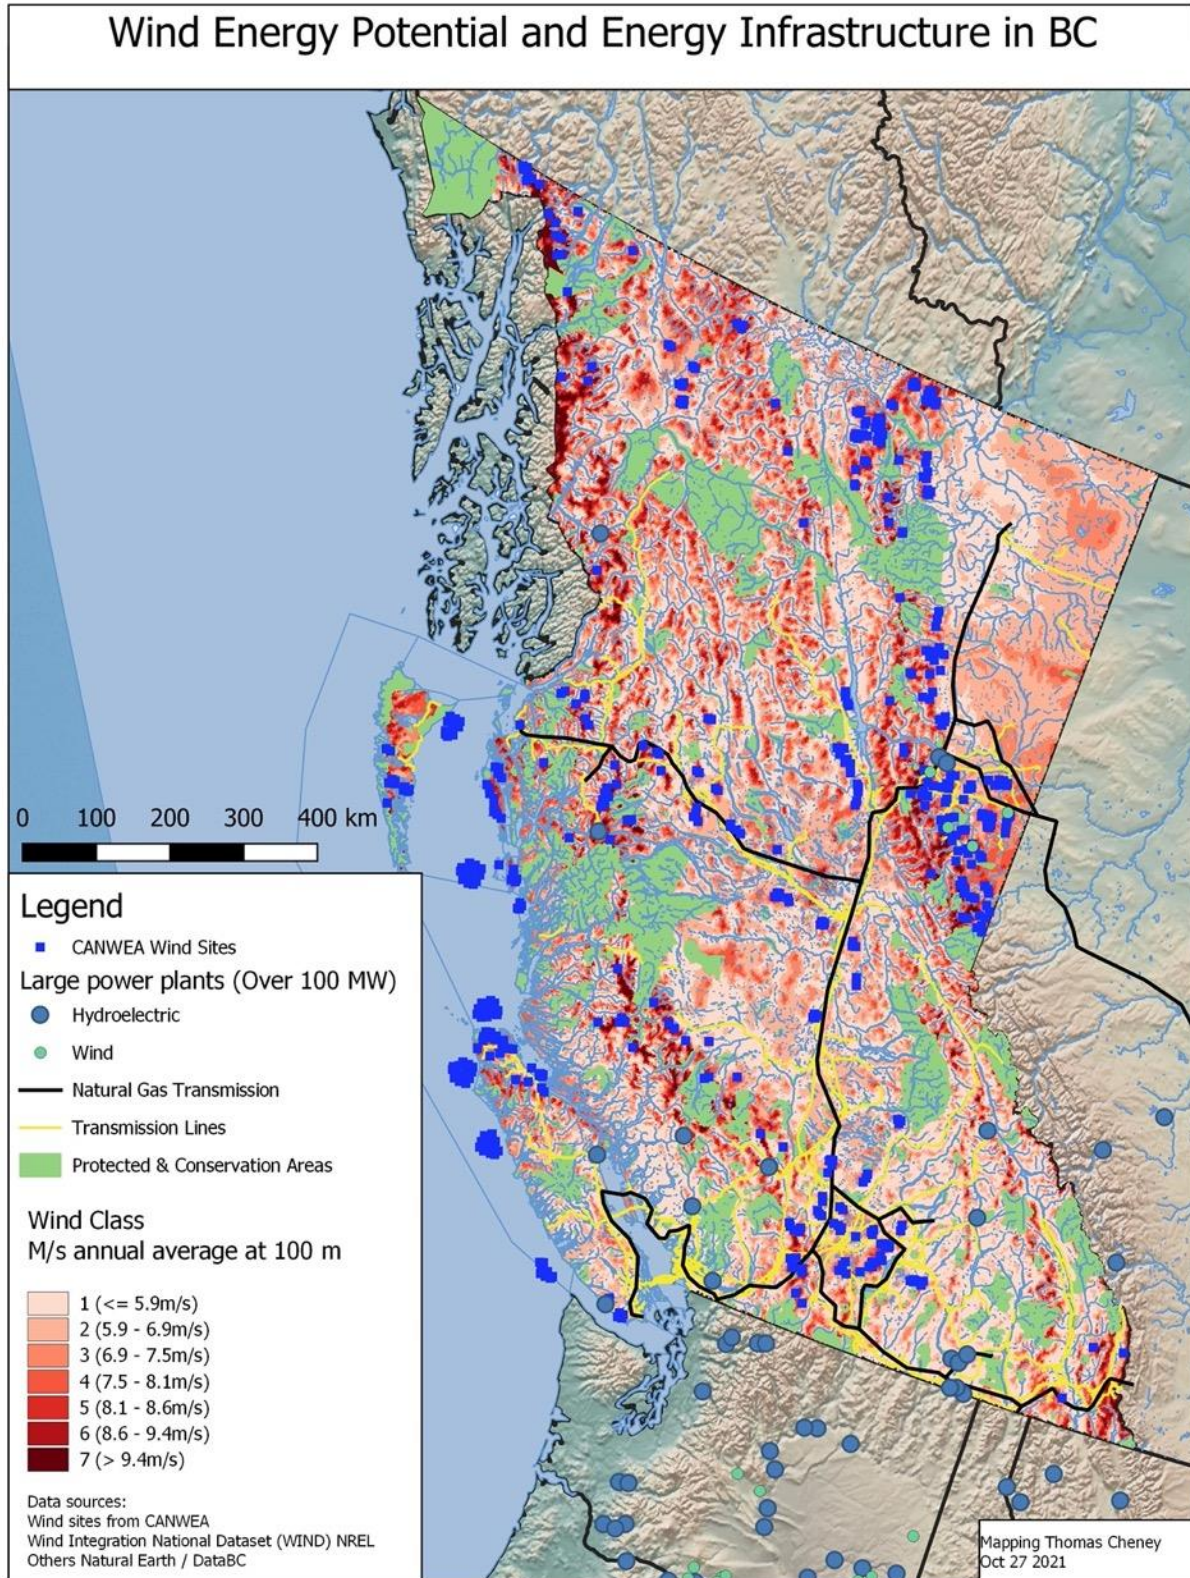 Wind Energy Potential and Energy Infrastructure in BC
0 100 200 300 400 km
Legend
CANWEA Wind Sites
Large power plants (Over 100 MW)
Hydroelectric
Wind
Natural Gas Transmission
Transmission Lines
Protected & Conservation Areas
Wind Class
M/s annual average at 100 m
1 (<= 5.9m/s)
2 (5.9 - 6.9m/s)
3 (6.9 - 7.5m/s)
4 (7.5 - 8.1m/s)
5 (8.1 - 8.6m/s)
6 (8.6 - 9.4m/s)
7 (> 9.4m/s)
Data sources:
Wind sites from CANWEA
Wind Integration National Dataset (WIND) NREL
Others Natural Earth / DataBC
Mapping Thomas Cheney
Oct 27 2021